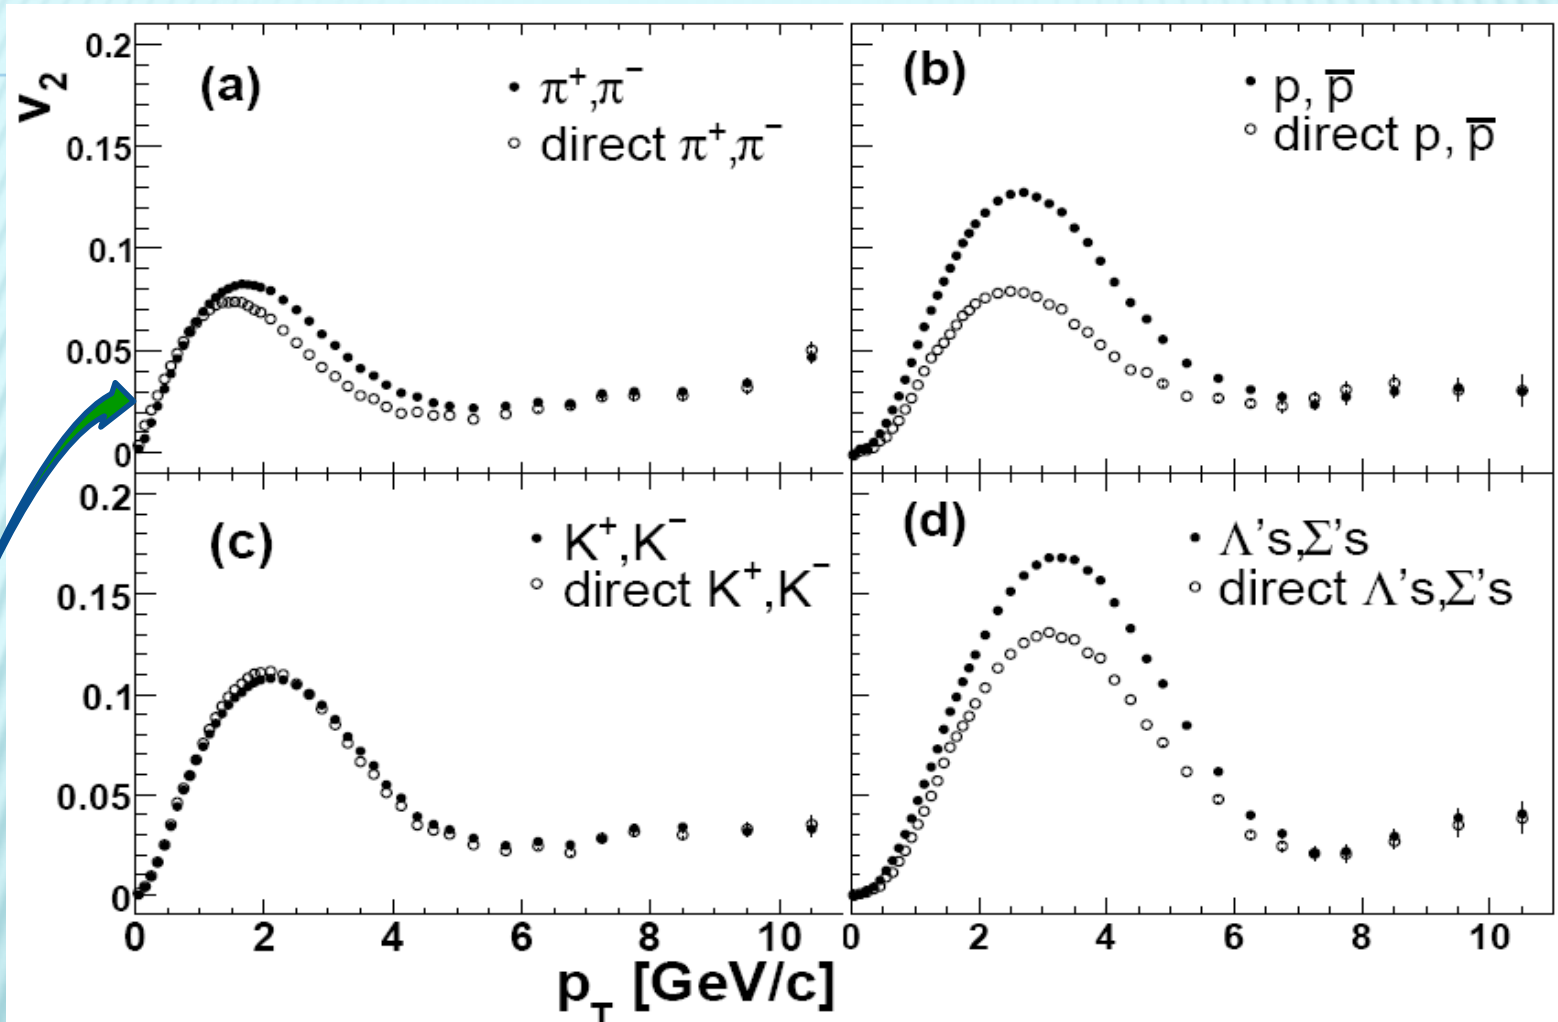 0.2
0.15
0.1
0.05
0
v₂
(a)
π⁺,π⁻
direct π⁺,π⁻
(b)
p, p̅
direct p, p̅
0.2
0.15
0.1
0.05
0
(c)
K⁺,K⁻
direct K⁺,K⁻
(d)
Λ's,Σ's
direct Λ's,Σ's
0 2 4 6 8 10
0 2 4 6 8 10
p_T [GeV/c]